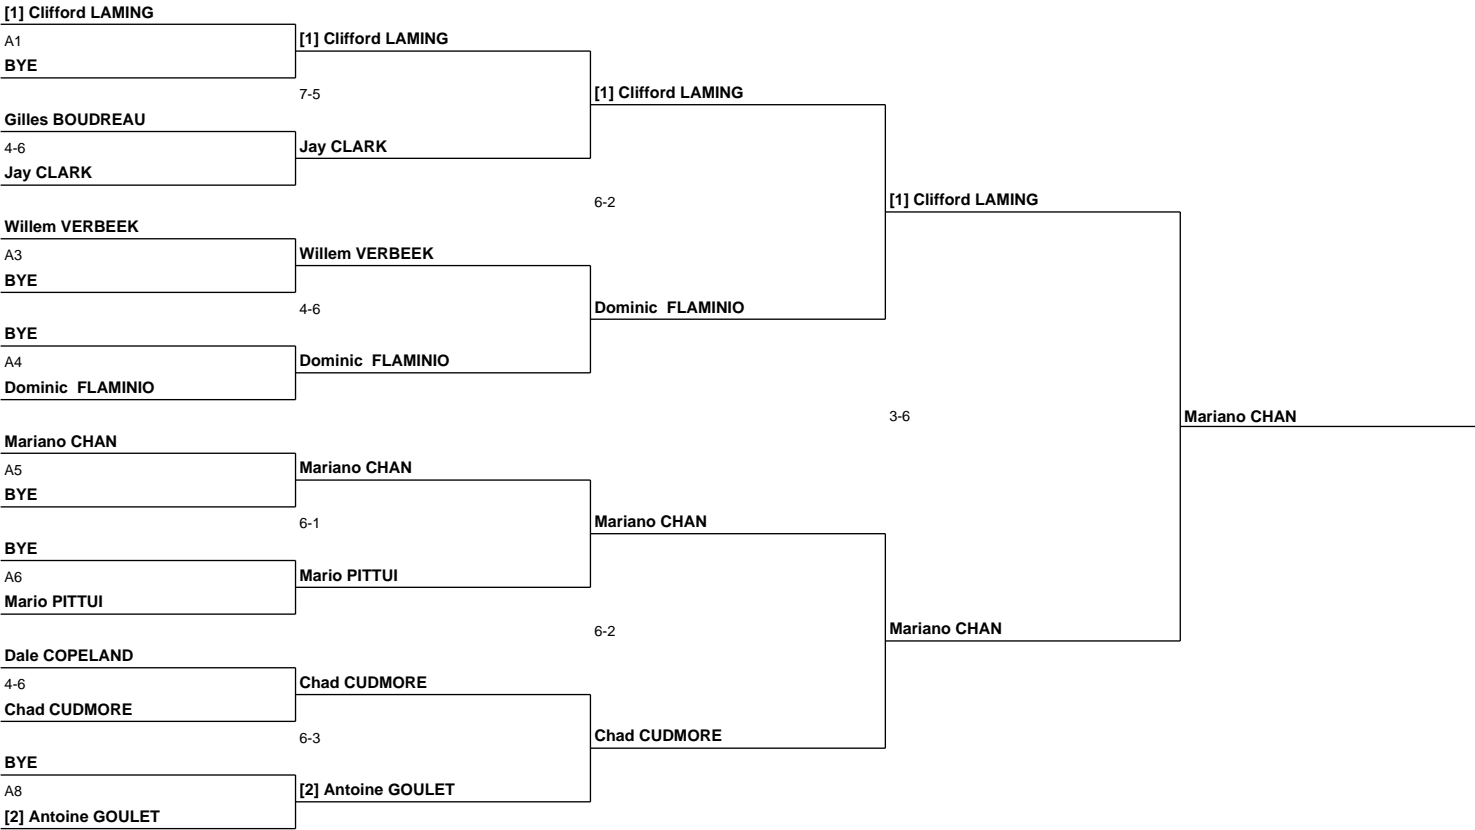 [1] Clifford LAMING
A1
BYE
[1] Clifford LAMING
7-5
Gilles BOUDREAU
4-6
Jay CLARK
Jay CLARK
[1] Clifford LAMING
6-2
Willem VERBEEK
A3
BYE
Willem VERBEEK
4-6
BYE
A4
Dominic  FLAMINIO
Dominic  FLAMINIO
Dominic  FLAMINIO
[1] Clifford LAMING
3-6
Mariano CHAN
Mariano CHAN
A5
BYE
Mariano CHAN
6-1
BYE
A6
Mario PITTUI
Mario PITTUI
Mariano CHAN
6-2
Dale COPELAND
4-6
Chad CUDMORE
Chad CUDMORE
6-3
BYE
A8
[2] Antoine GOULET
[2] Antoine GOULET
Chad CUDMORE
Mariano CHAN